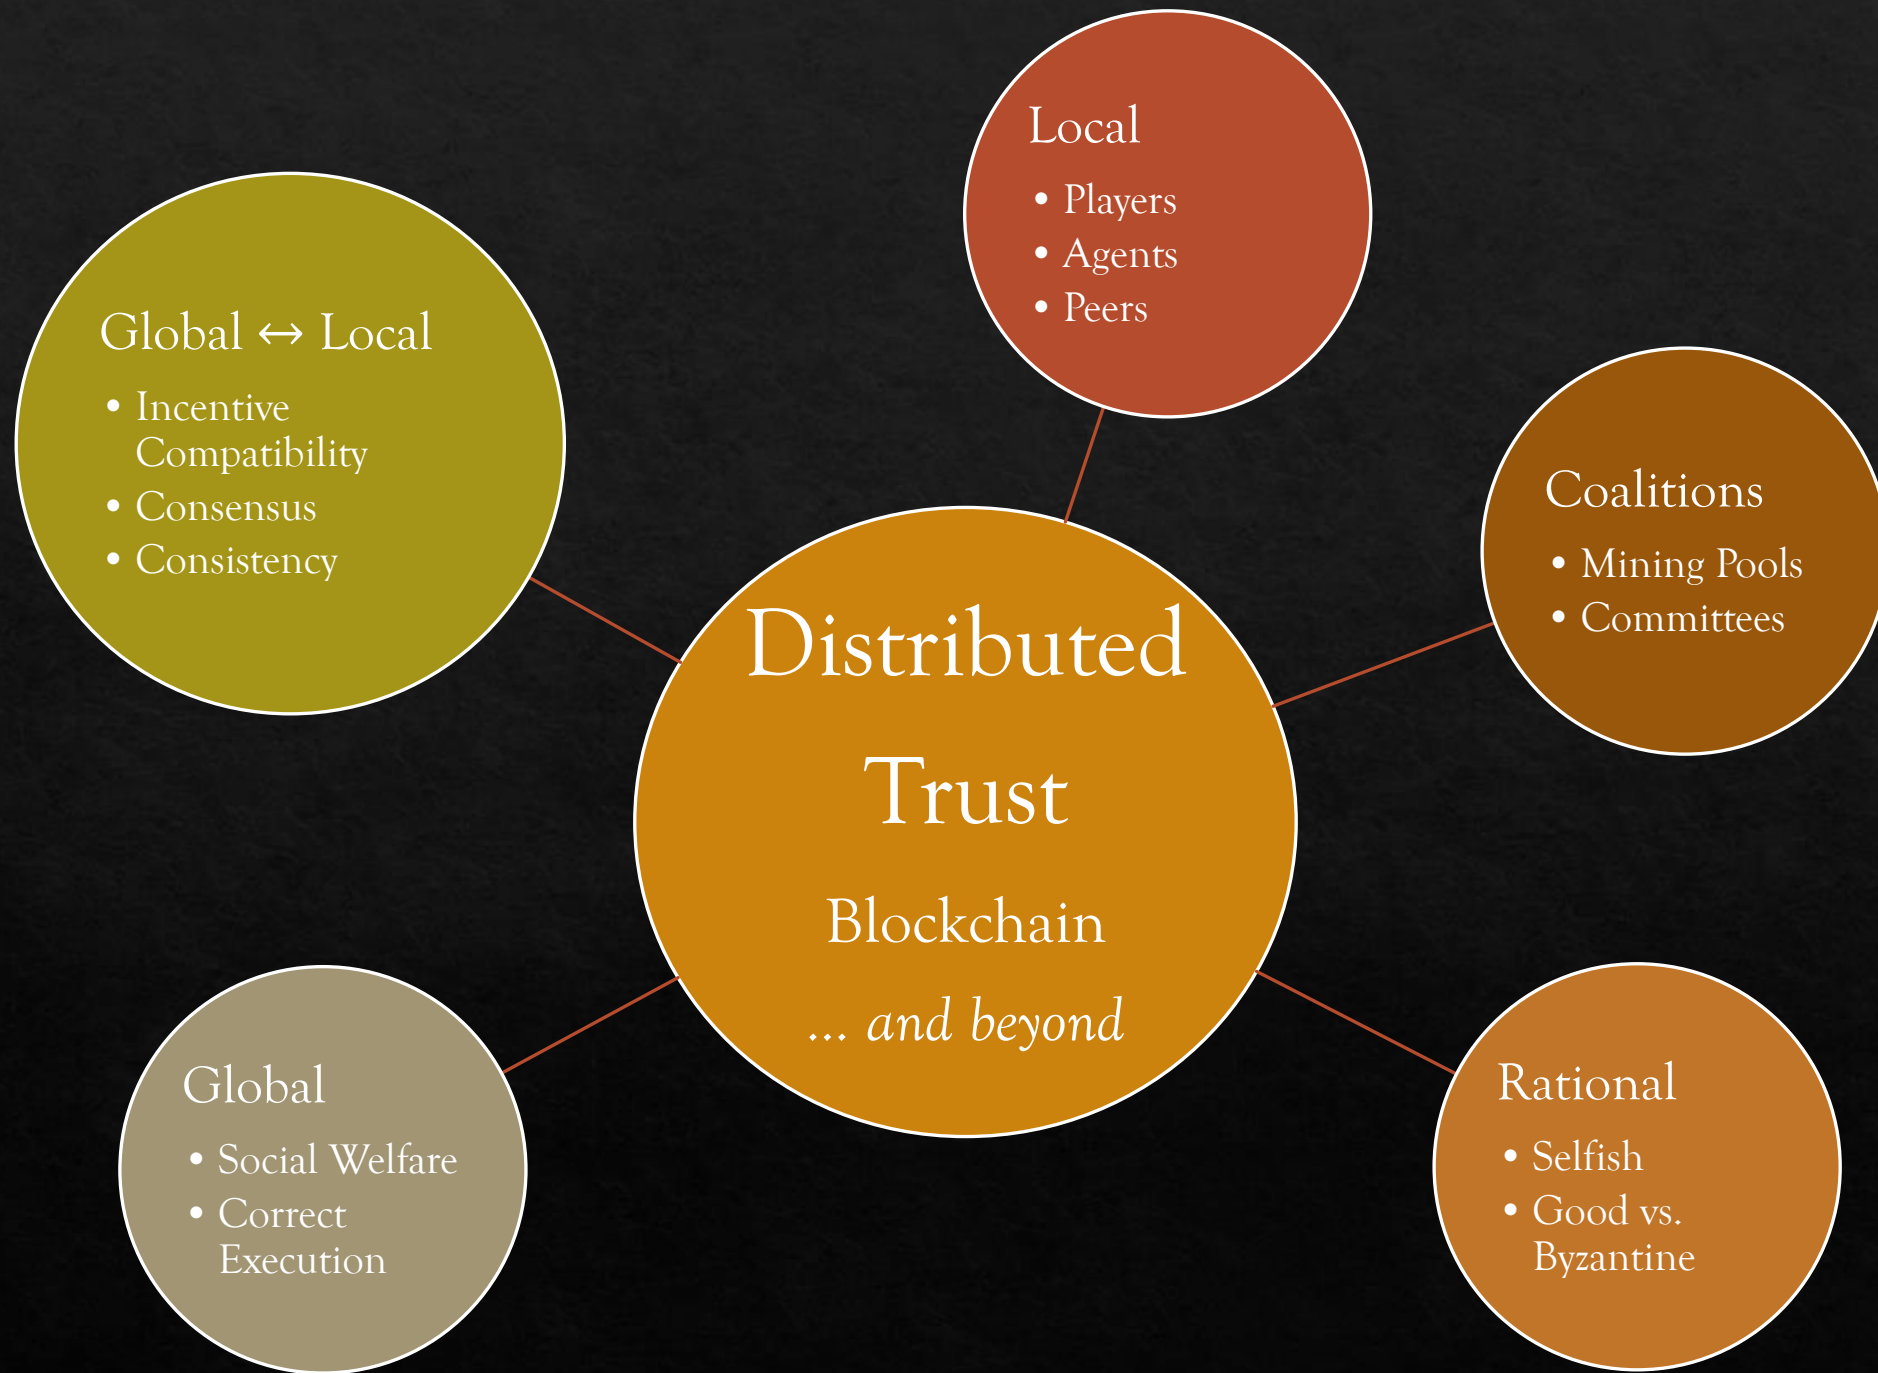 Local
• Players
• Agents
• Peers
Global ↔ Local
• Incentive
Compatibility
• Consensus
• Consistency
Coalitions
• Mining Pools
• Committees
Distributed
Trust
Blockchain
... and beyond
Global
• Social Welfare
• Correct
Execution
Rational
• Selfish
• Good vs.
Byzantine